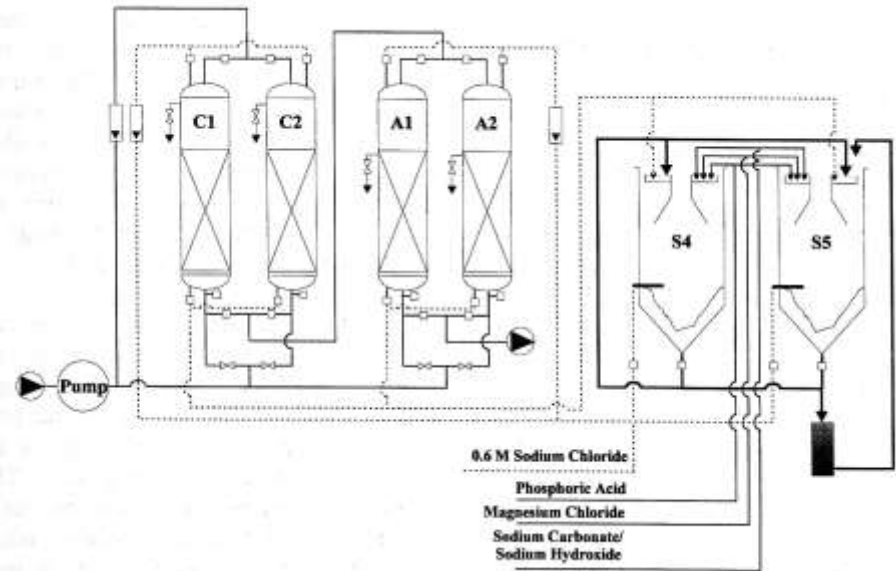 C1
C2
A1
A2
S4
S5
Pump
0.6 M Sodium Chloride
Phosphoric Acid
Magnesium Chloride
Sodium Carbonate/
Sodium Hydroxide